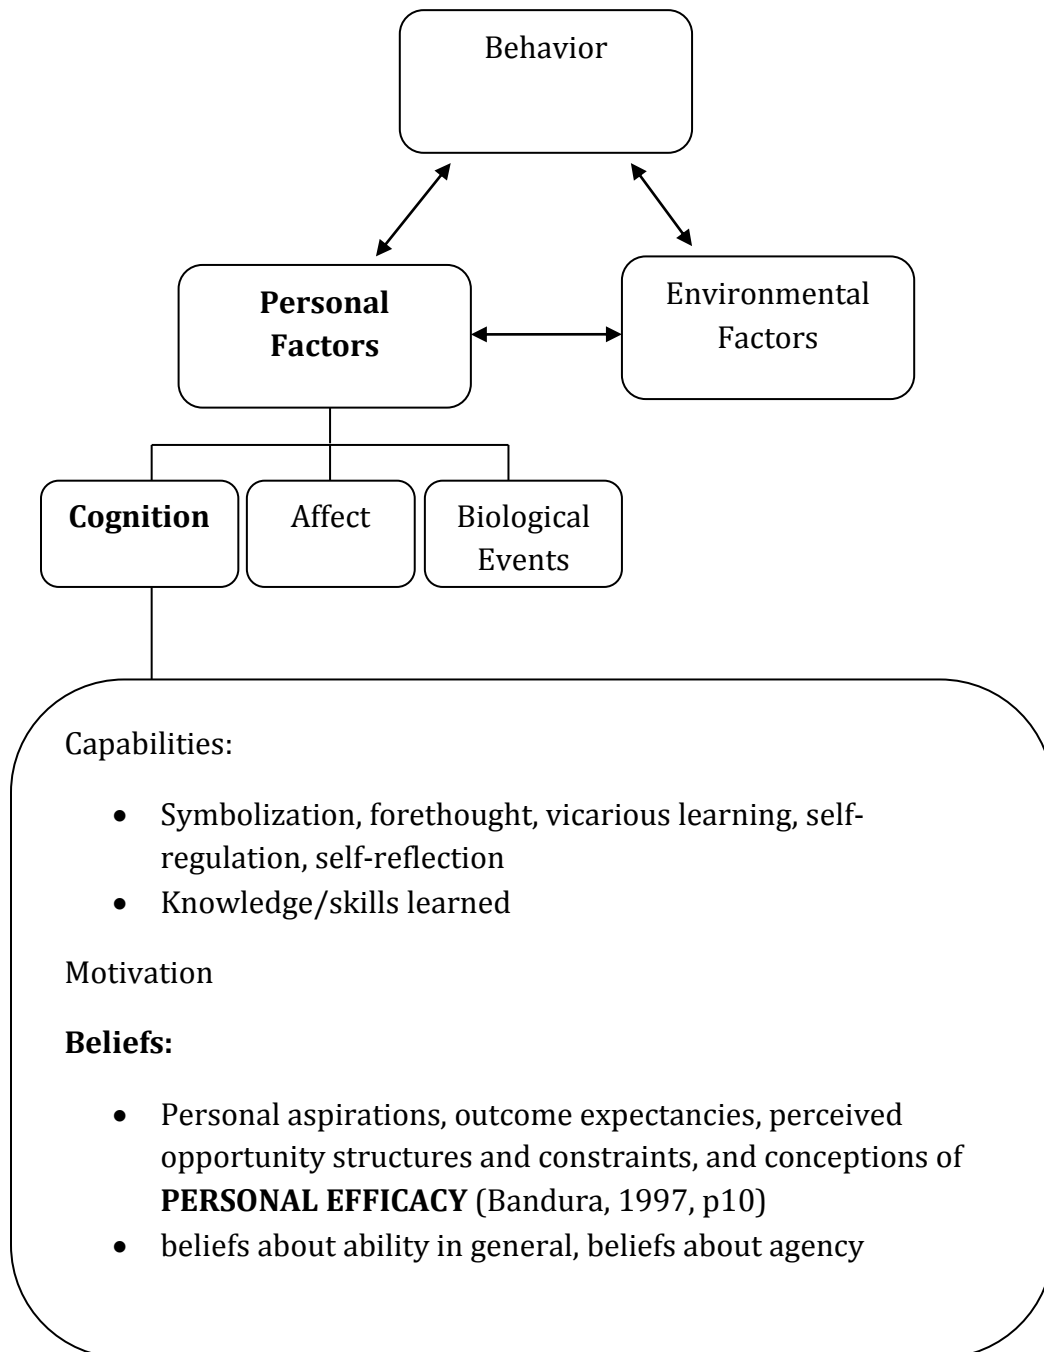 Behavior
Personal
Factors
Environmental
Factors
Cognition
Affect
Biological
Events
Capabilities:
• Symbolization, forethought, vicarious learning, self-
regulation, self-reflection
• Knowledge/skills learned
Motivation
Beliefs:
• Personal aspirations, outcome expectancies, perceived
opportunity structures and constraints, and conceptions of
PERSONAL EFFICACY (Bandura, 1997, p10)
• beliefs about ability in general, beliefs about agency